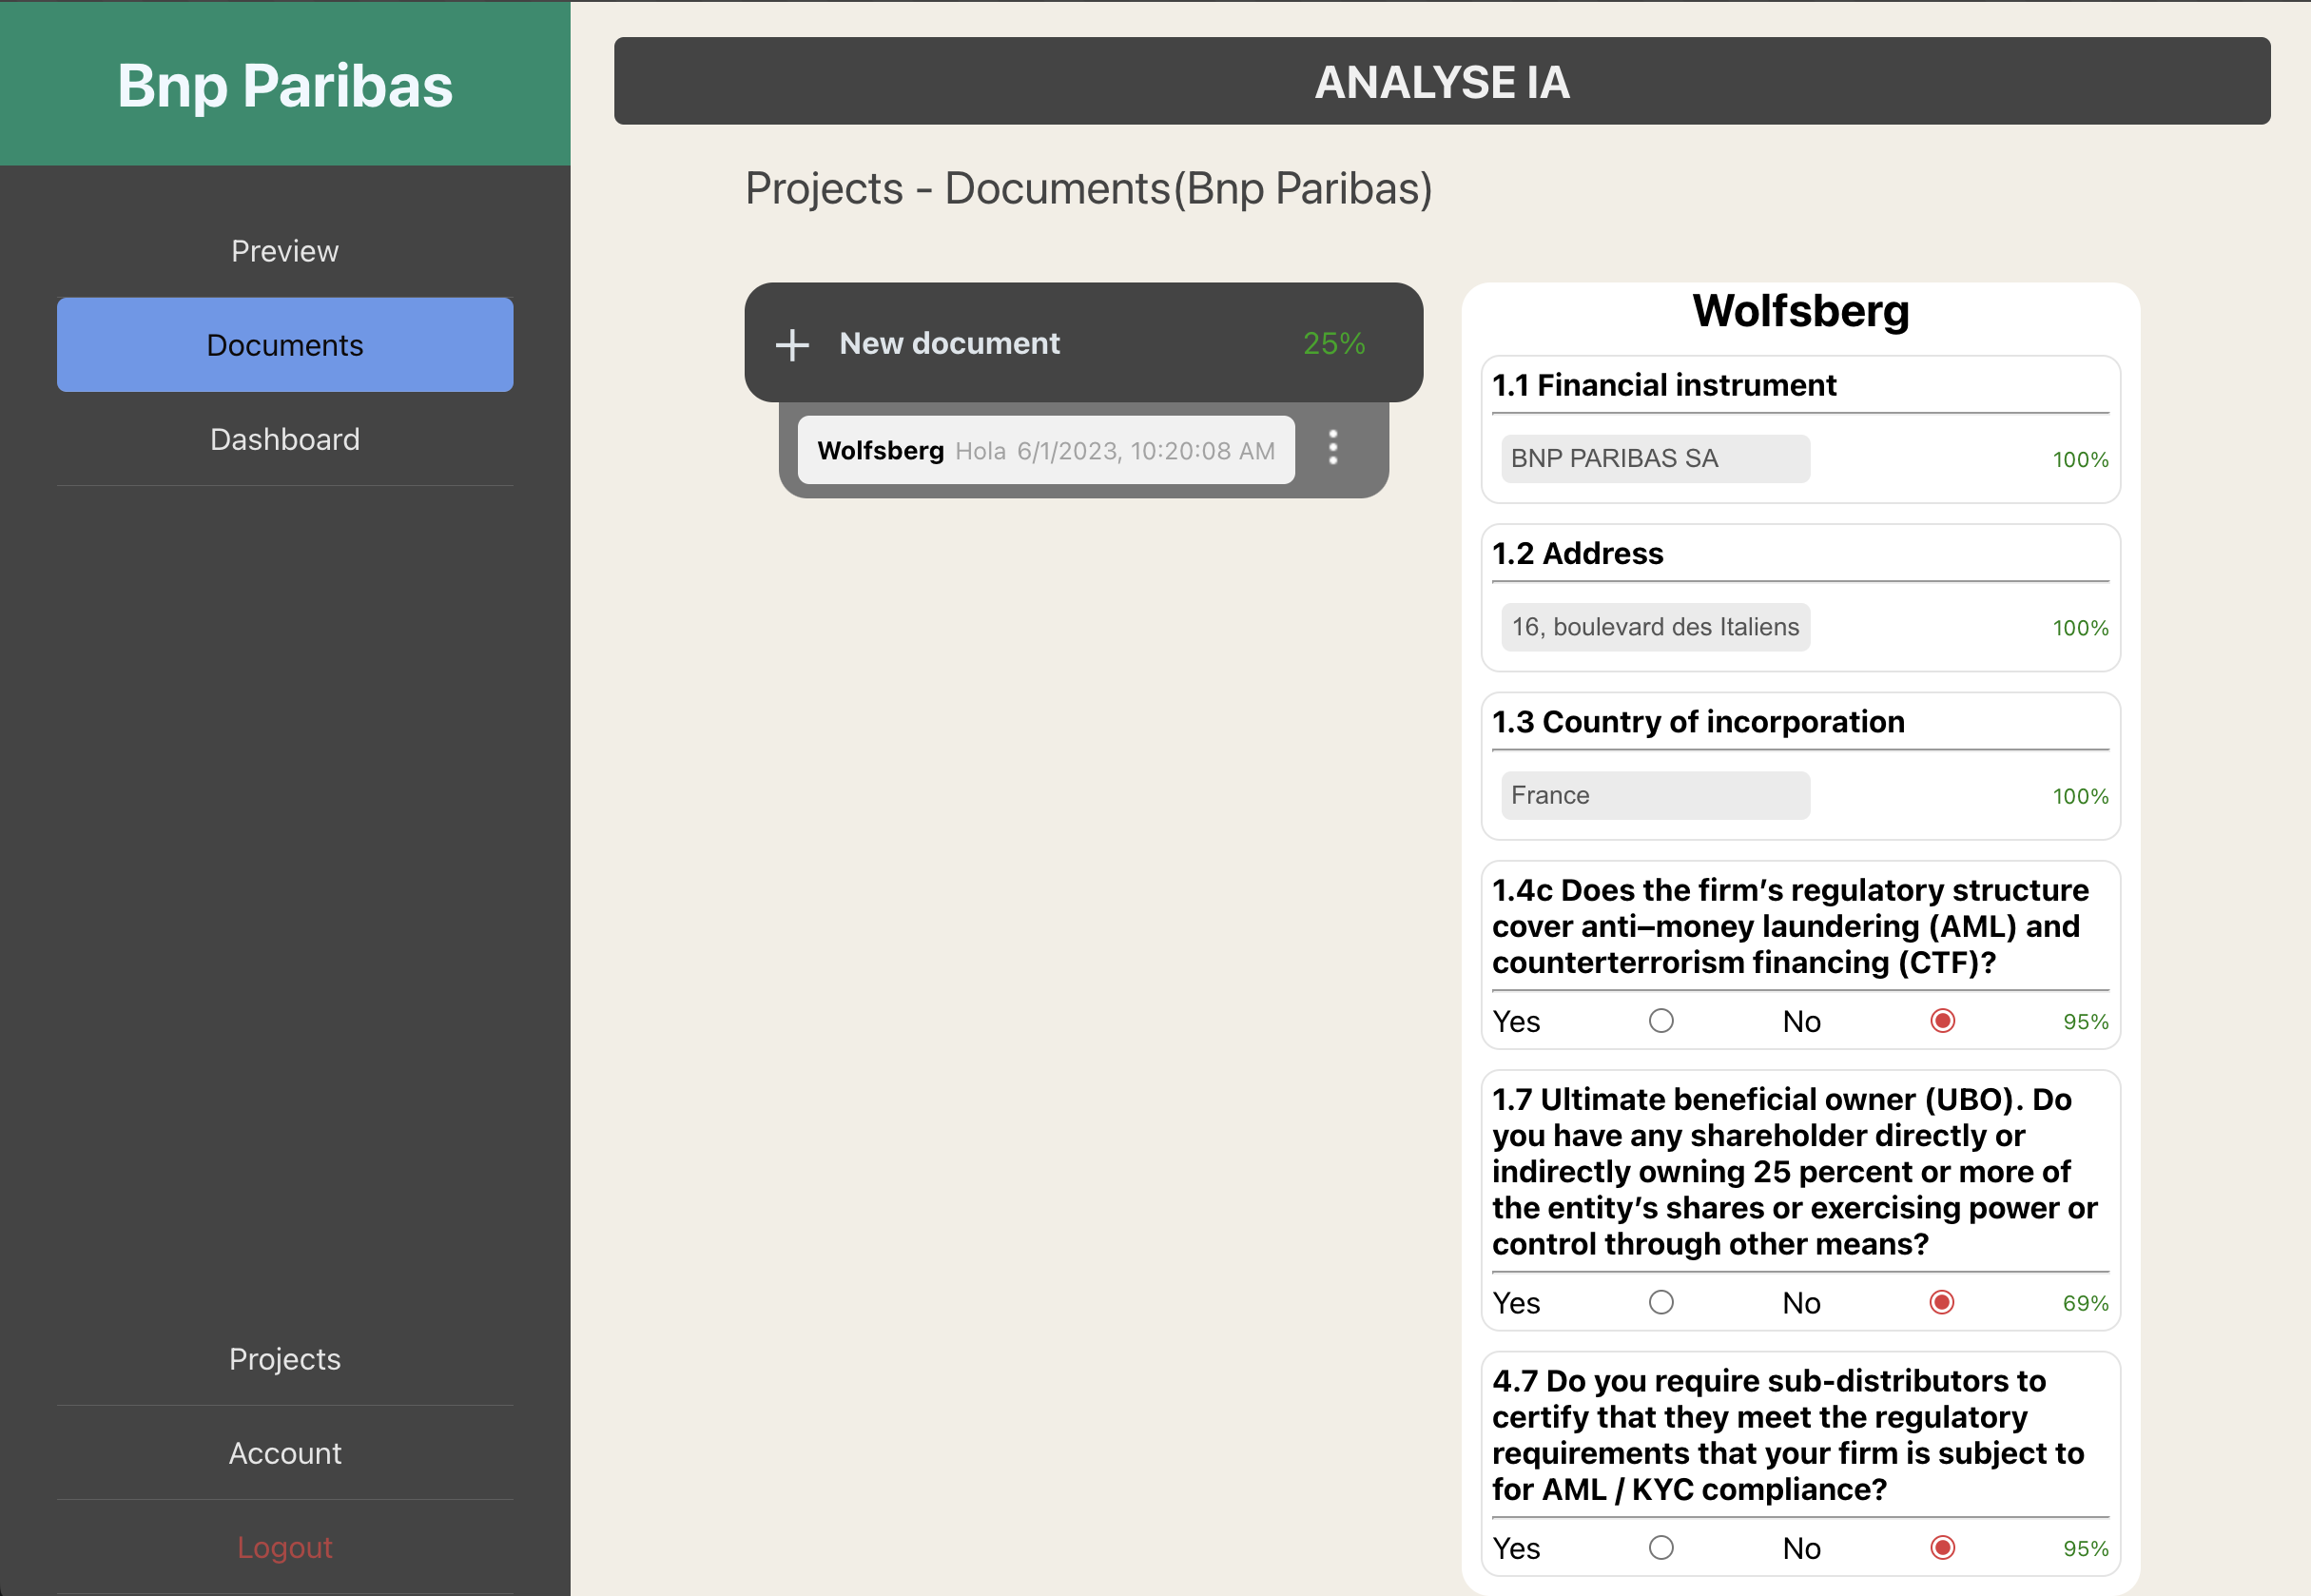 Bnp Paribas
Preview
Documents
Dashboard
Projects
Account
Logout
ANALYSE IA
Projects - Documents(Bnp Paribas)
New document 25%
Wolfsberg Hola 6/1/2023, 10:20:08 AM
Wolfsberg
1.1 Financial instrument
BNP PARIBAS SA 100%
1.2 Address
16, boulevard des Italiens 100%
1.3 Country of incorporation
France 100%
1.4c Does the firm’s regulatory structure
cover anti–money laundering (AML) and
counterterrorism financing (CTF)?
Yes No 95%
1.7 Ultimate beneficial owner (UBO). Do
you have any shareholder directly or
indirectly owning 25 percent or more of
the entity’s shares or exercising power or
control through other means?
Yes No 69%
4.7 Do you require sub-distributors to
certify that they meet the regulatory
requirements that your firm is subject to
for AML / KYC compliance?
Yes No 95%